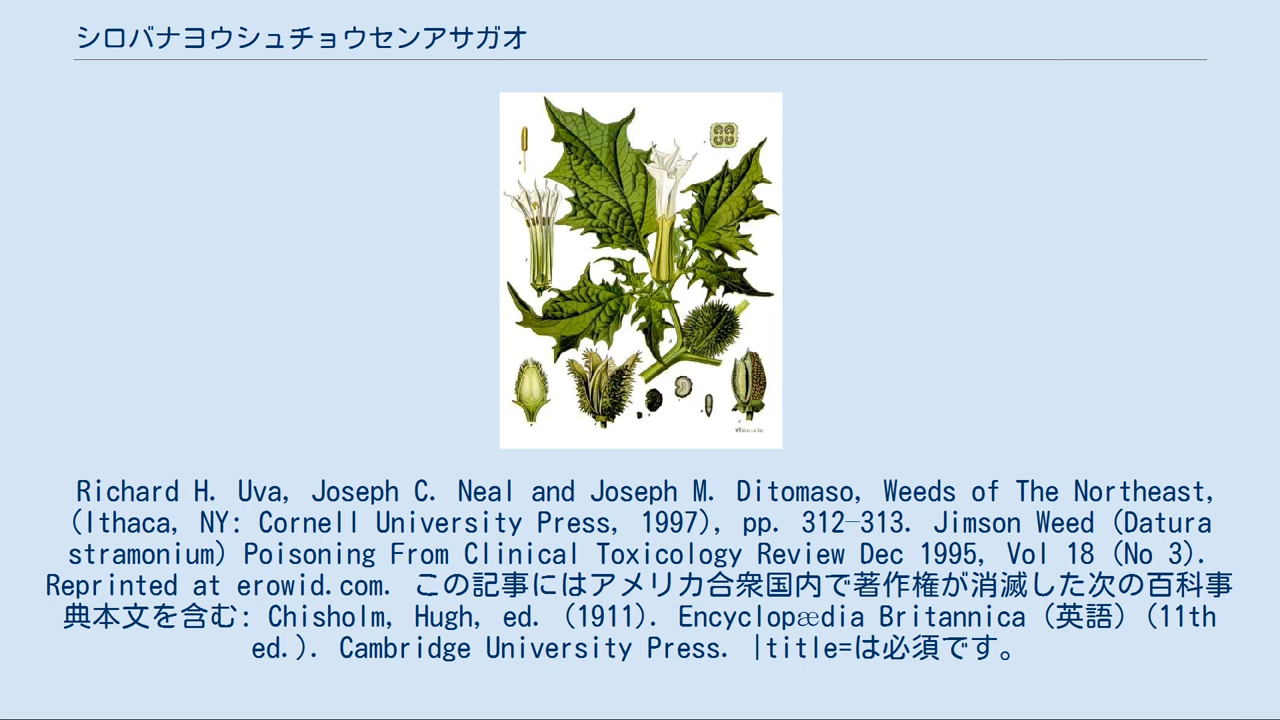 シロバナヨウシュチョウセンアサガオ
Richard H. Uva, Joseph C. Neal and Joseph M. Ditomaso, Weeds of The Northeast,
(Ithaca, NY: Cornell University Press, 1997), pp. 312–313. Jimson Weed (Datura
stramonium) Poisoning From Clinical Toxicology Review Dec 1995, Vol 18 (No 3).
Reprinted at erowid.com. この記事にはアメリカ合衆国内で著作権が消滅した次の百科事
典本文を含む: Chisholm, Hugh, ed. (1911). Encyclopædia Britannica (英語) (11th
ed.). Cambridge University Press. |title=は必須です。